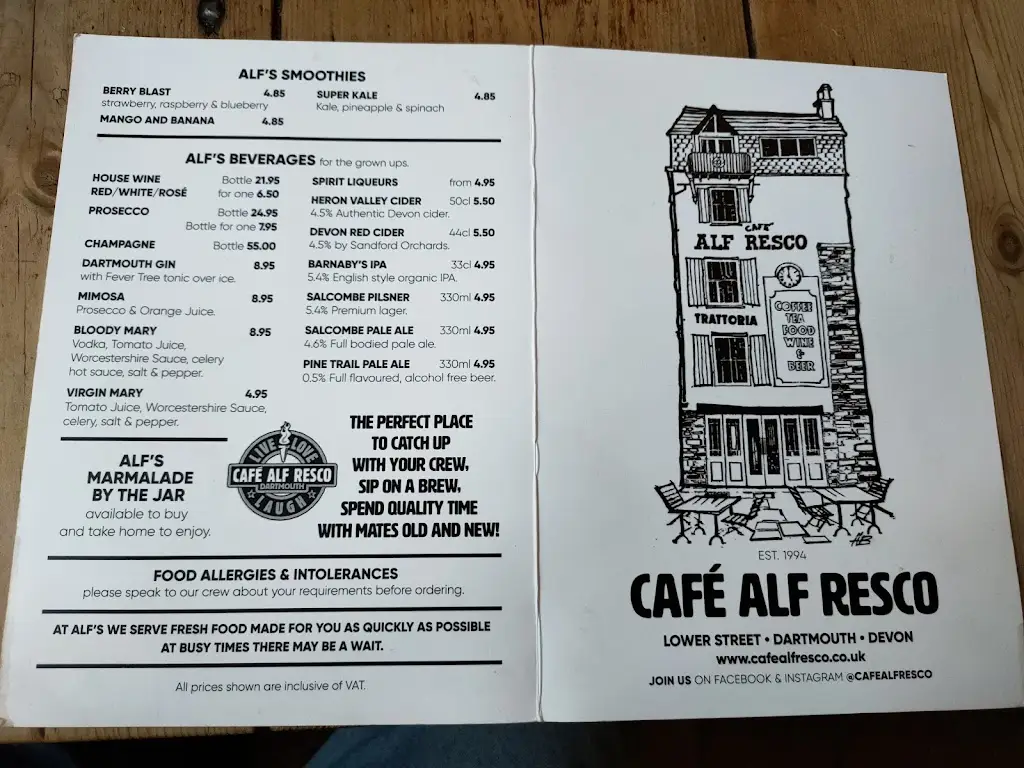 ALF'S SMOOTHIES
BERRY BLAST 4.85
strawberry, raspberry & blueberry
MANGO AND BANANA 4.85
SUPER KALE 4.85
Kale, pineapple & spinach
ALF'S BEVERAGES for the grown ups.
HOUSE WINE Bottle 21.95
RED/WHITE/ROSÉ for one 6.50
PROSECCO Bottle 24.95
Bottle for one 7.95
CHAMPAGNE Bottle 55.00
DARTMOUTH GIN 8.95
with Fever Tree tonic over ice.
MIMOSA 8.95
Prosecco & Orange Juice.
BLOODY MARY 8.95
Vodka, Tomato Juice,
Worcestershire Sauce, celery
hot sauce, salt & pepper.
VIRGIN MARY 4.95
Tomato Juice, Worcestershire Sauce,
celery, salt & pepper.
SPIRIT LIQUEURS from 4.95
HERON VALLEY CIDER 50cl 5.50
4.5% Authentic Devon cider.
DEVON RED CIDER 44cl 5.50
4.5% by Sandford Orchards.
BARNABY'S IPA 33cl 4.95
5.4% English style organic IPA.
SALCOMBE PILSNER 330ml 4.95
5.4% Premium lager.
SALCOMBE PALE ALE 330ml 4.95
4.6% Full bodied pale ale.
PINE TRAIL PALE ALE 330ml 4.95
0.5% Full flavoured, alcohol free beer.
ALF'S
MARMALADE
BY THE JAR
available to buy
and take home to enjoy.
LIVE LOVE
CAFÉ ALF RESCO
DARTMOUTH
LAUGH
THE PERFECT PLACE
TO CATCH UP
WITH YOUR CREW,
SIP ON A BREW,
SPEND QUALITY TIME
WITH MATES OLD AND NEW!
FOOD ALLERGIES & INTOLERANCES
please speak to our crew about your requirements before ordering.
AT ALF'S WE SERVE FRESH FOOD MADE FOR YOU AS QUICKLY AS POSSIBLE
AT BUSY TIMES THERE MAY BE A WAIT.
All prices shown are inclusive of VAT.
CAFÉ
ALF RESCO
TRATTORIA
COFFEE
TEA
FOOD
WINE
&
BEER
AB
EST. 1994
CAFÉ ALF RESCO
LOWER STREET • DARTMOUTH • DEVON
www.cafealfresco.co.uk
JOIN US ON FACEBOOK & INSTAGRAM @CAFEALFRESCO